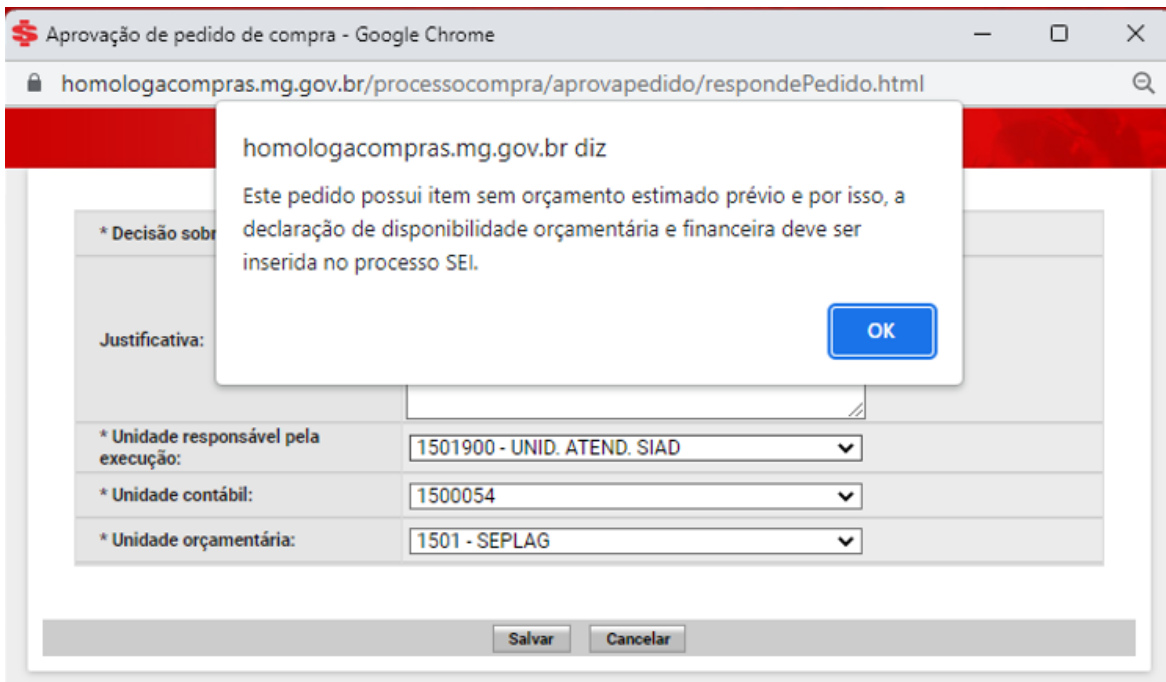 Aprovação de pedido de compra - Google Chrome
homologacompras.mg.gov.br/processocompra/aprovapedido/respondePedido.html
homologacompras.mg.gov.br diz
Este pedido possui item sem orçamento estimado prévio e por isso, a
declaração de disponibilidade orçamentária e financeira deve ser
inserida no processo SEI.
OK
* Decisão sobr
Justificativa:
* Unidade responsável pela
execução:
1501900 - UNID. ATEND. SIAD
* Unidade contábil:
1500054
* Unidade orçamentária:
1501 - SEPLAG
Salvar
Cancelar